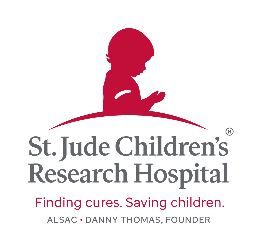 St. Jude Children's®
Research Hospital
Finding cures. Saving children.
ALSAC • DANNY THOMAS, FOUNDER